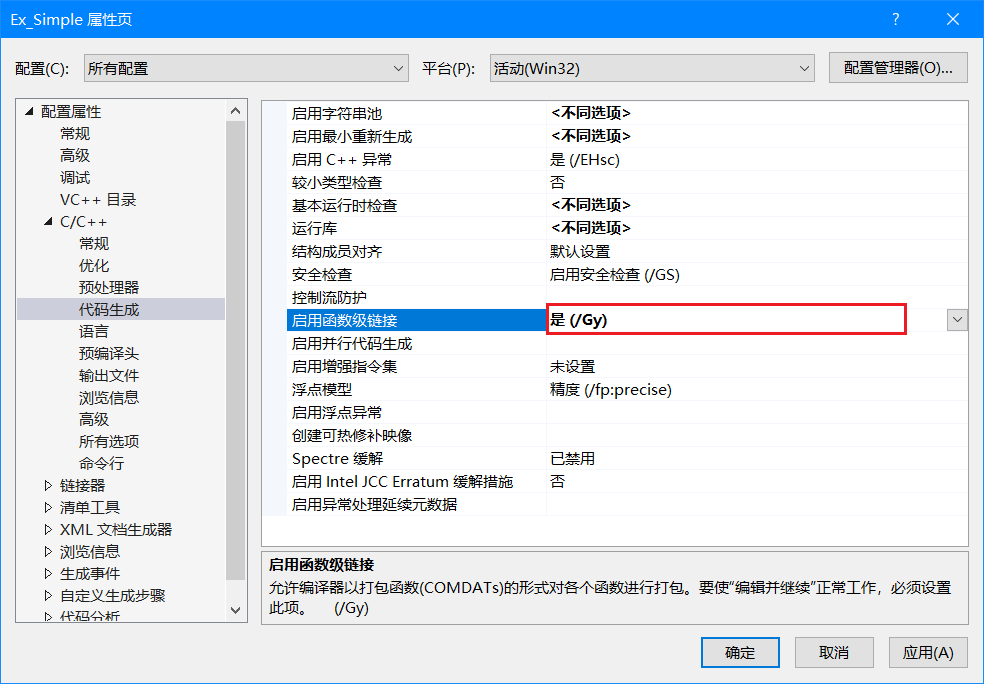 Ex_Simple 属性页
?
配置(C): 所有配置 平台(P): 活动(Win32) 配置管理器(O)...
配置属性
常规
高级
调试
VC++ 目录
C/C++
常规
优化
预处理器
代码生成
语言
预编译头
输出文件
浏览信息
高级
所有选项
命令行
链接器
清单工具
XML 文档生成器
浏览信息
生成事件
自定义生成步骤
代码分析
启用字符串池 <不同选项>
启用最小重新生成 <不同选项>
启用 C++ 异常 是 (/EHsc)
较小类型检查 否
基本运行时检查 <不同选项>
运行库 <不同选项>
结构成员对齐 默认设置
安全检查 启用安全检查 (/GS)
控制流防护
启用函数级链接 是 (/Gy)
启用并行代码生成
启用增强指令集 未设置
浮点模型 精度 (/fp:precise)
启用浮点异常
创建可热修补映像
Spectre 缓解 已禁用
启用 Intel JCC Erratum 缓解措施 否
启用异常处理延续元数据
启用函数级链接
允许编译器以打包函数(COMDATs)的形式对各个函数进行打包。要使“编辑并继续”正常工作，必须设置
此项。 (/Gy)
确定 取消 应用(A)